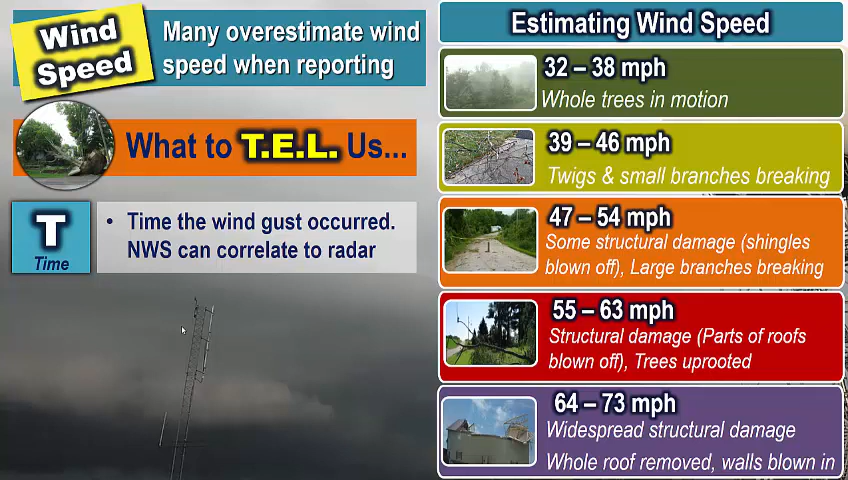 Wind
Speed
Many overestimate wind
speed when reporting
What to T.E.L. Us...
T
Time
• Time the wind gust occurred.
NWS can correlate to radar
Estimating Wind Speed
32 – 38 mph
Whole trees in motion
39 – 46 mph
Twigs & small branches breaking
47 – 54 mph
Some structural damage (shingles
blown off), Large branches breaking
55 – 63 mph
Structural damage (Parts of roofs
blown off), Trees uprooted
64 – 73 mph
Widespread structural damage
Whole roof removed, walls blown in